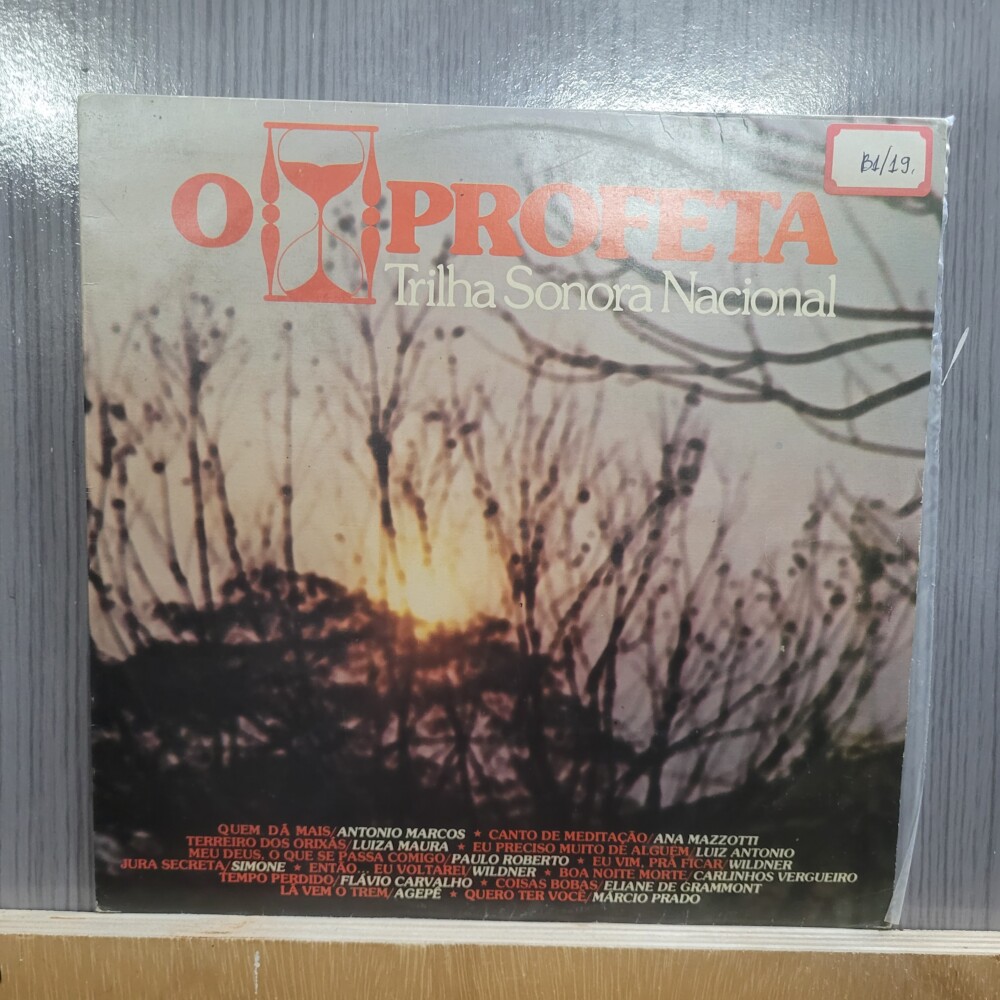 O PROFETA
Trilha Sonora Nacional
B1/19.
QUEM DÁ MAIS/ANTONIO MARCOS ★ CANTO DE MEDITAÇÃO/ANA MAZZOTTI
TERREIRO DOS ORIXÁS/LUIZA MAURA ★ EU PRECISO MUITO DE ALGUÉM/LUIZ ANTONIO
MEU DEUS, O QUE SE PASSA COMIGO/PAULO ROBERTO ★ EU VIM, PRÁ FICAR/WILDNER
JURA SECRETA/SIMONE ★ ENTÃO... EU VOLTAREI/WILDNER ★ BOA NOITE MORTE/CARLINHOS VERGUEIRO
TEMPO PERDIDO/FLÁVIO CARVALHO ★ COISAS BOBAS/ELIANE DE GRAMMONT
LÁ VEM O TREM/AGEPÊ ★ QUERO TER VOCÊ/MÁRCIO PRADO